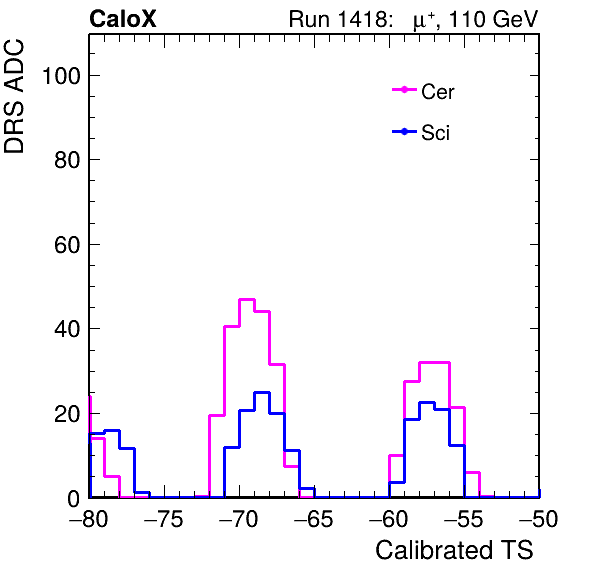 CaloX Run 1418: μ⁺, 110 GeV
DRS ADC
100
80
60
40
20
0
Cer
Sci
−80 −75 −70 −65 −60 −55 −50
Calibrated TS